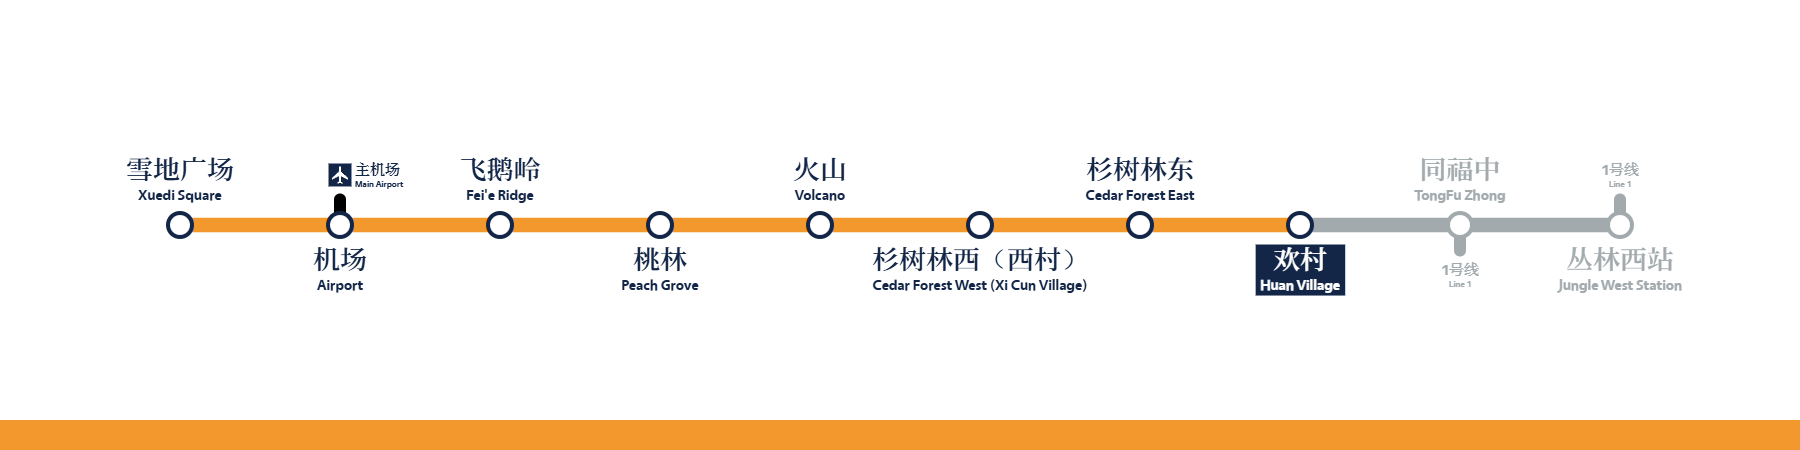 雪地广场
Xuedi Square
主机场
Main Airport
机场
Airport
飞鹅岭
Fei'e Ridge
桃林
Peach Grove
火山
Volcano
杉树林西（西村）
Cedar Forest West (Xi Cun Village)
杉树林东
Cedar Forest East
欢村
Huan Village
同福中
TongFu Zhong
1号线
Line 1
1号线
Line 1
丛林西站
Jungle West Station